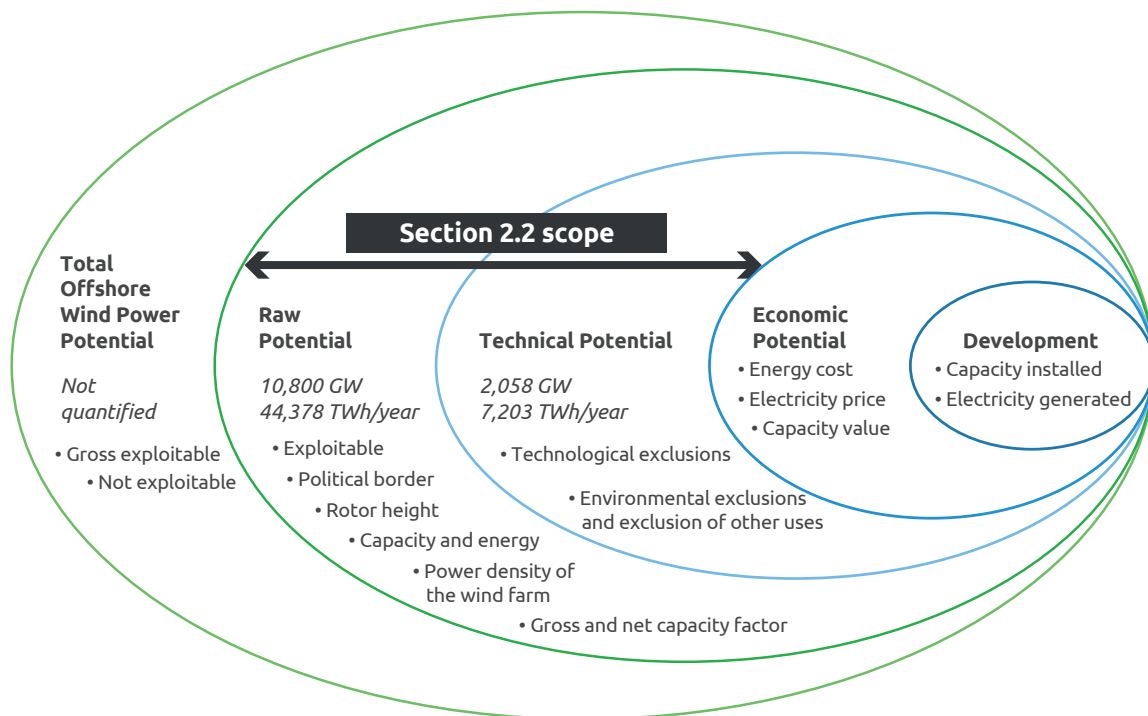 Section 2.2 scope
Total
Offshore
Wind Power
Potential
Not
quantified
• Gross exploitable
• Not exploitable
Raw
Potential
10,800 GW
44,378 TWh/year
• Exploitable
• Political border
• Rotor height
• Capacity and energy
• Power density of
the wind farm
• Gross and net capacity factor
Technical Potential
2,058 GW
7,203 TWh/year
• Technological exclusions
• Environmental exclusions
and exclusion of other uses
Economic
Potential
• Energy cost
• Electricity price
• Capacity value
Development
• Capacity installed
• Electricity generated